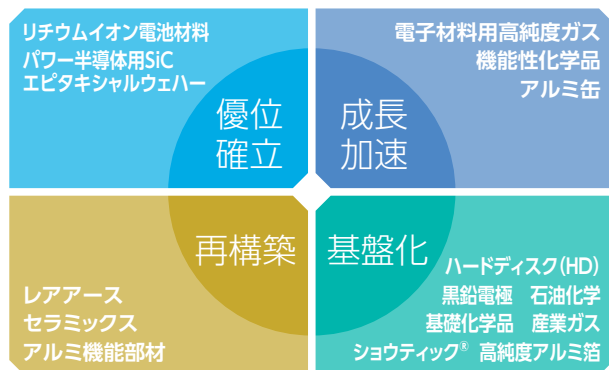 リチウムイオン電池材料
パワー半導体用SiC
エピタキシャルウェハー
優位
確立
電子材料用高純度ガス
機能性化学品
アルミ缶
成長
加速
再構築
レアアース
セラミックス
アルミ機能部材
基盤化
ハードディスク(HD)
黒鉛電極　石油化学
基礎化学品　産業ガス
ショウティック® 高純度アルミ箔